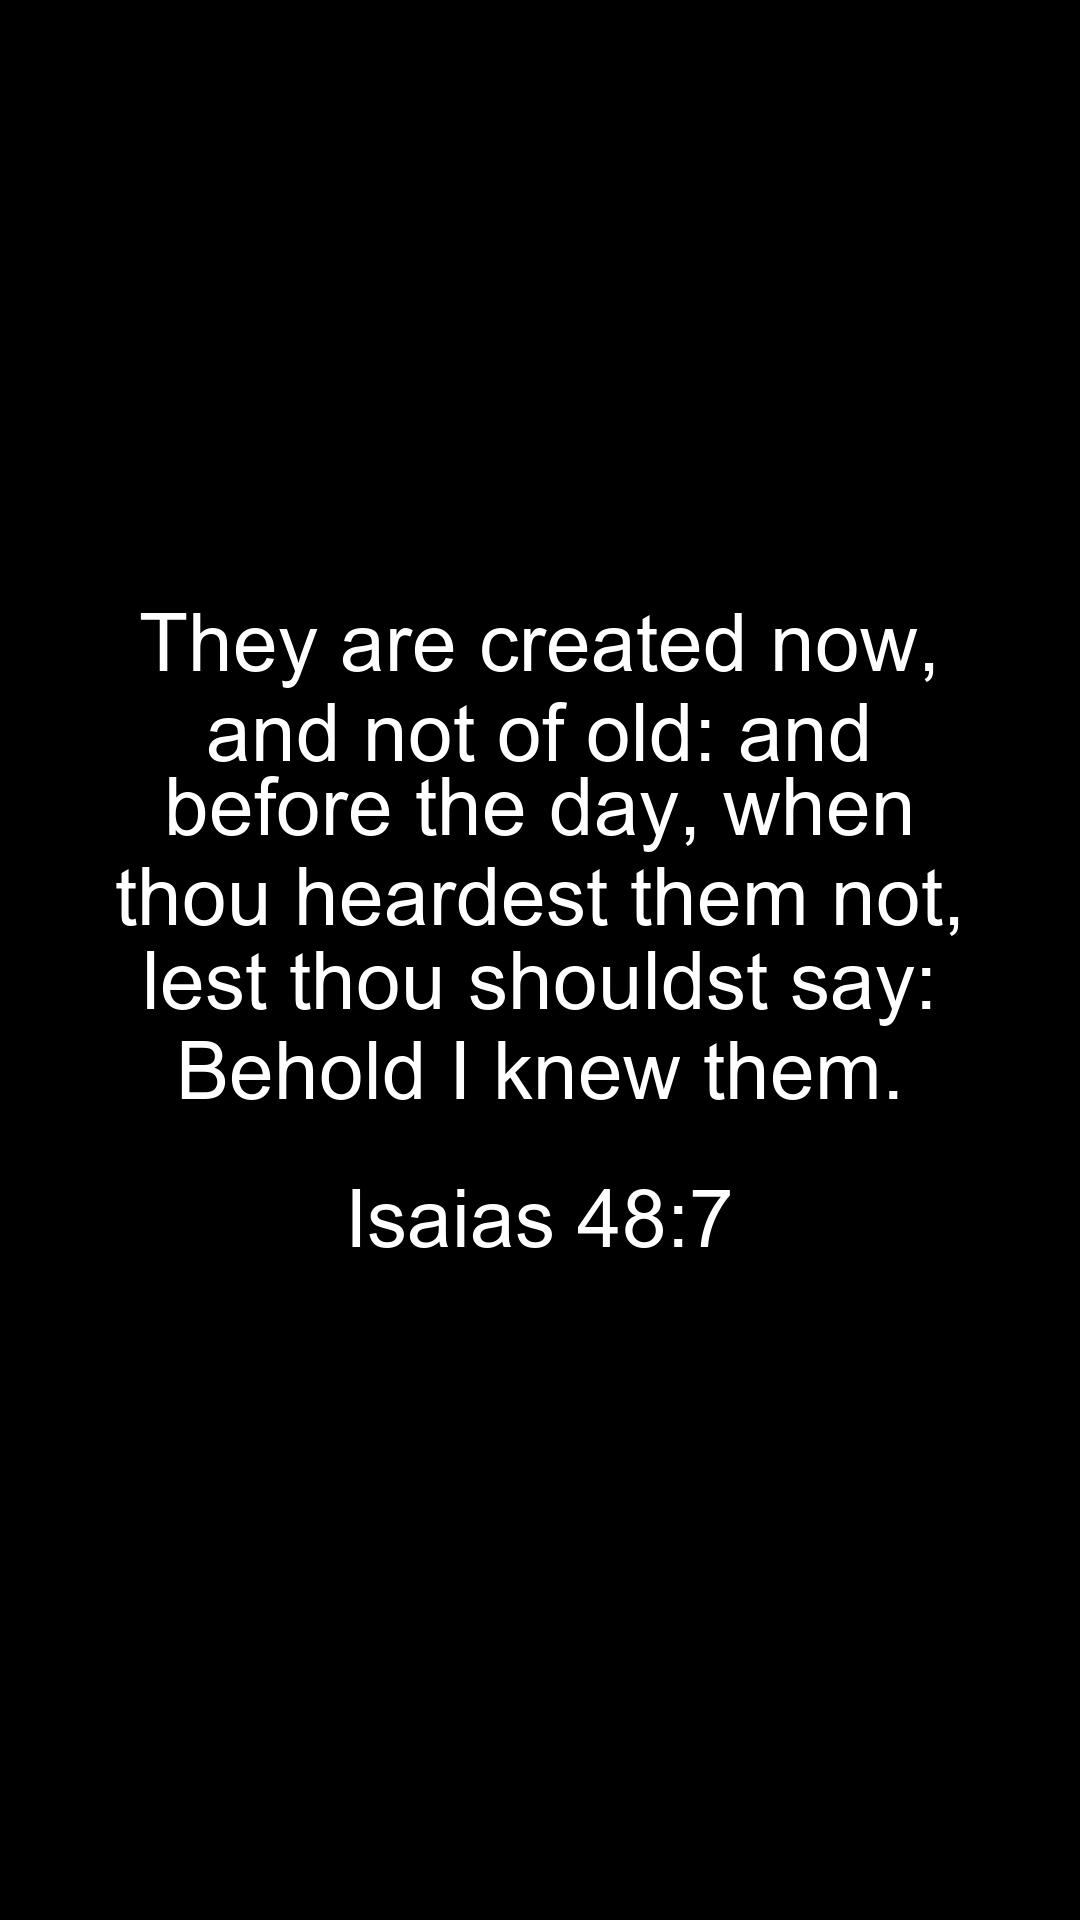 They are created now,
and not of old: and
before the day, when
thou heardest them not,
lest thou shouldst say:
Behold I knew them.
Isaias 48:7